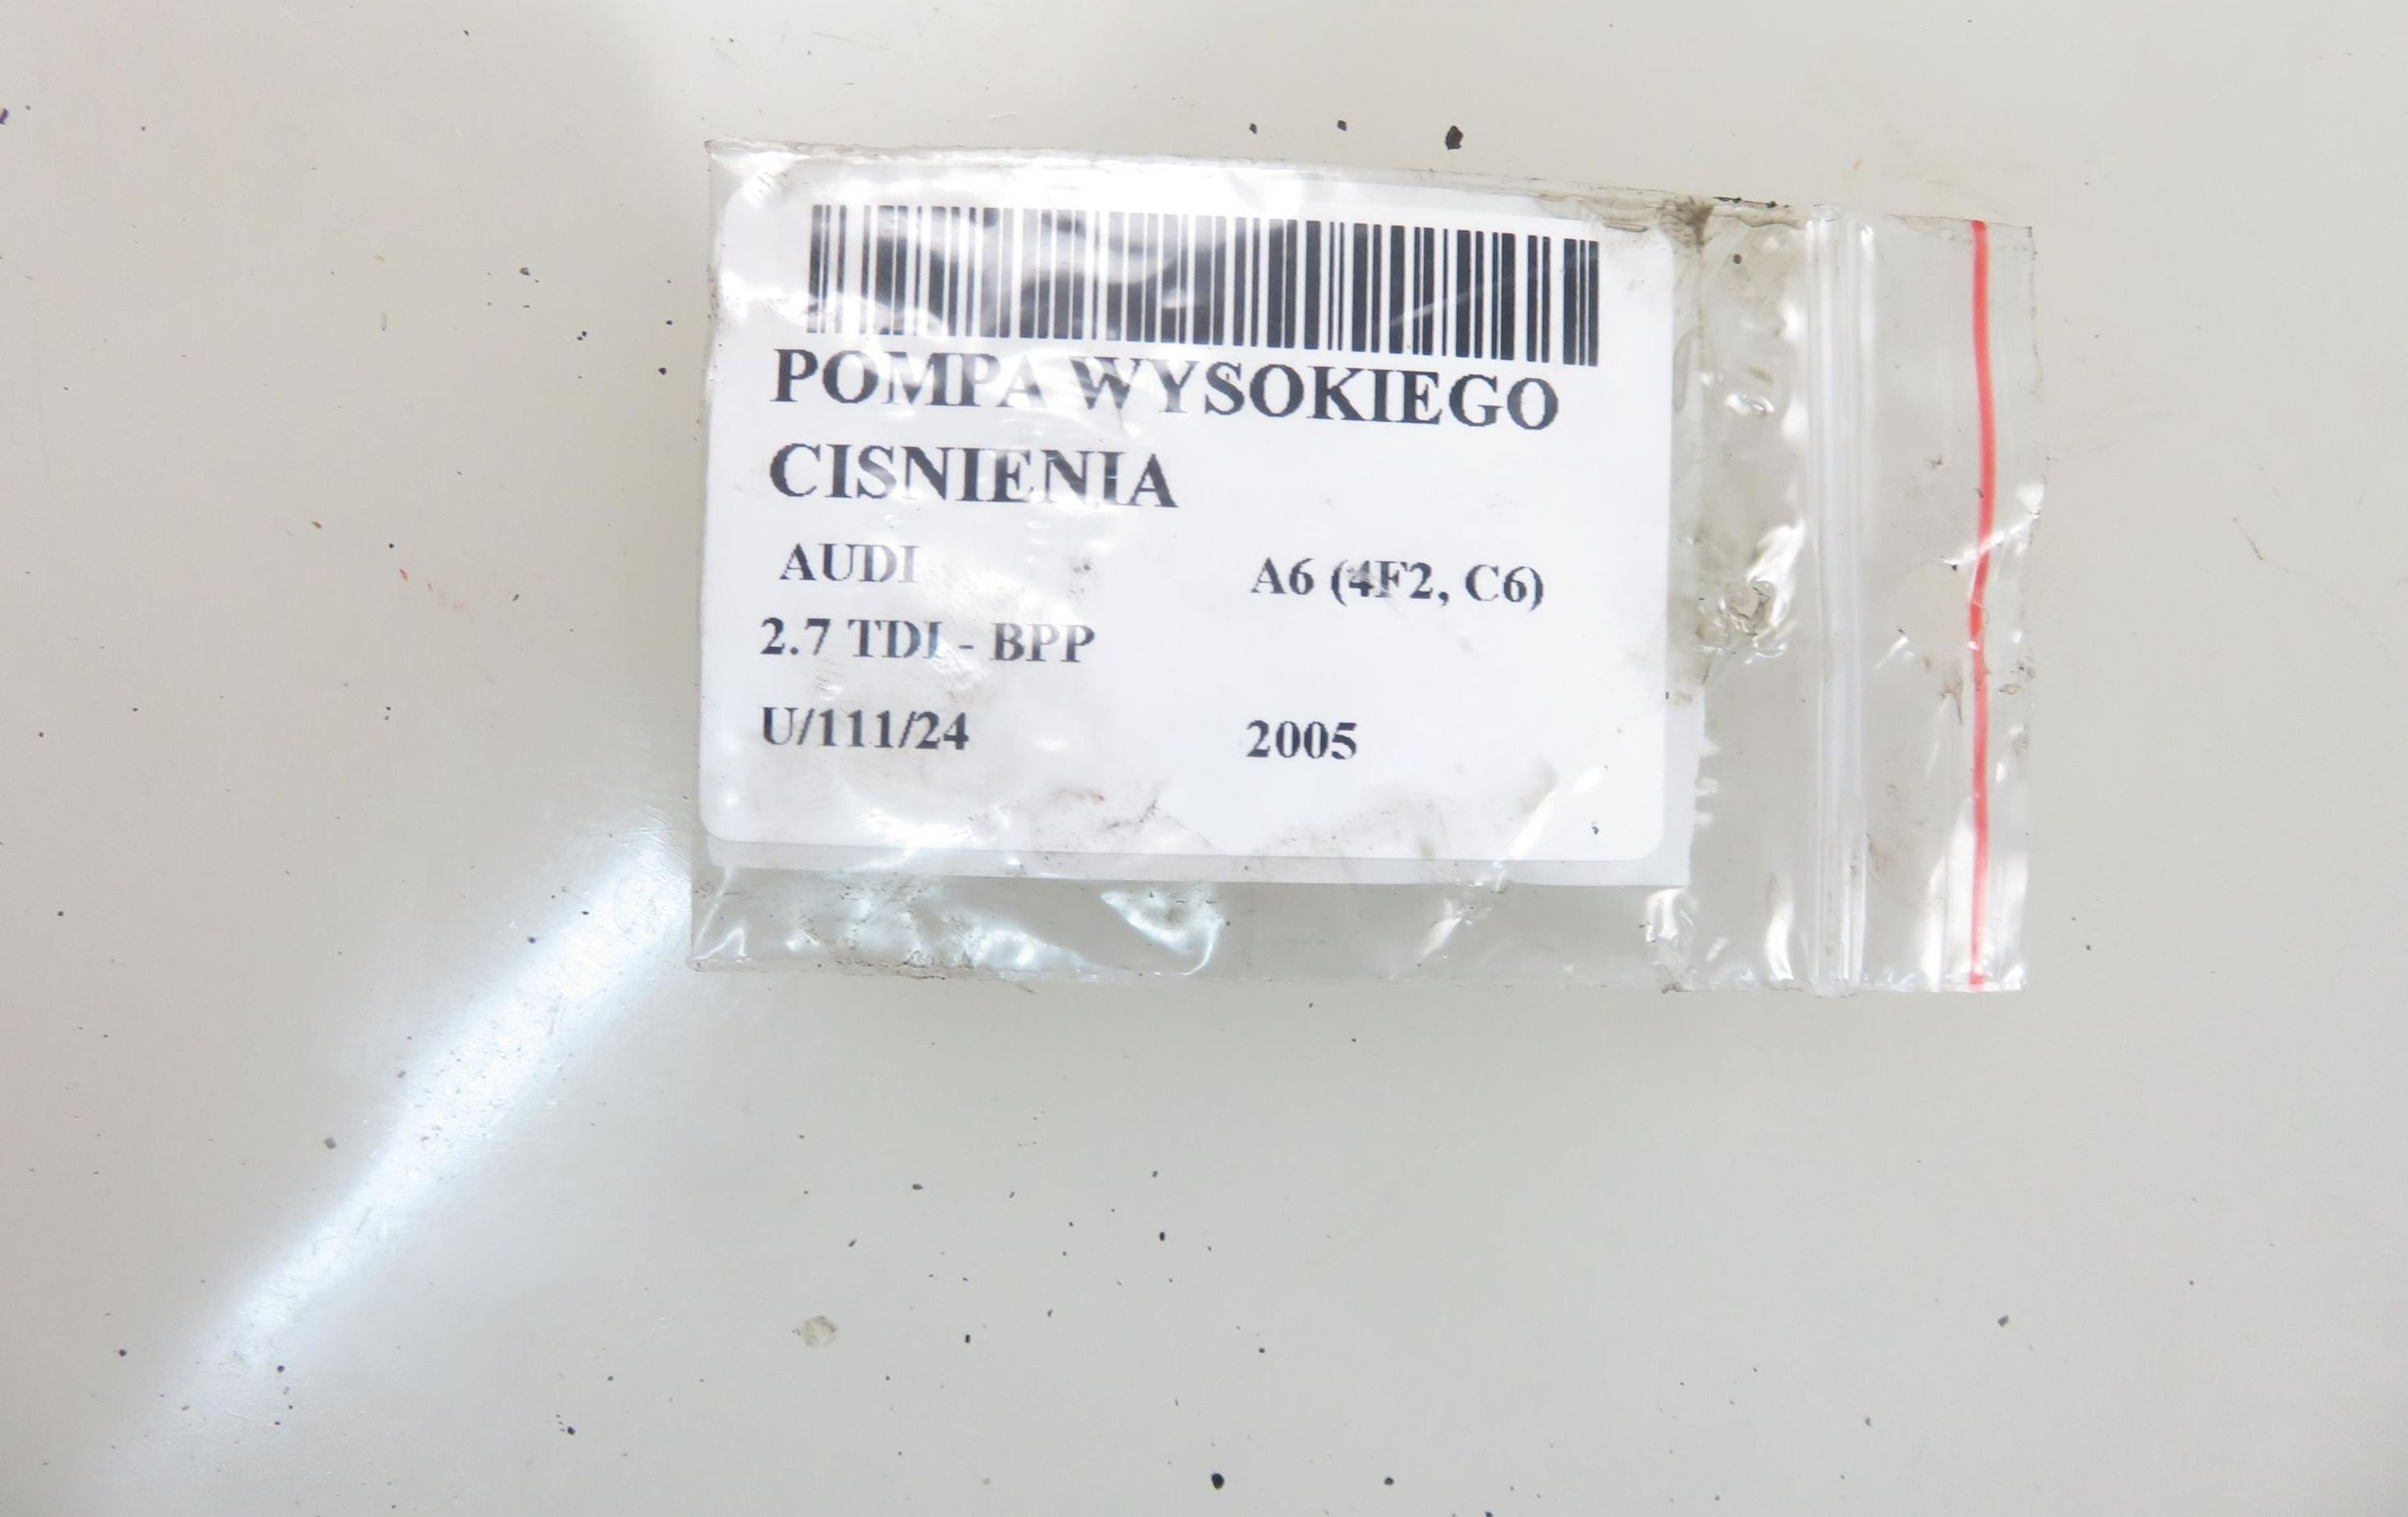 POMPA WYSOKIEGO
CISNIENIA
AUDI A6 (4F2, C6)
2.7 TDI - BPP
U/111/24 2005